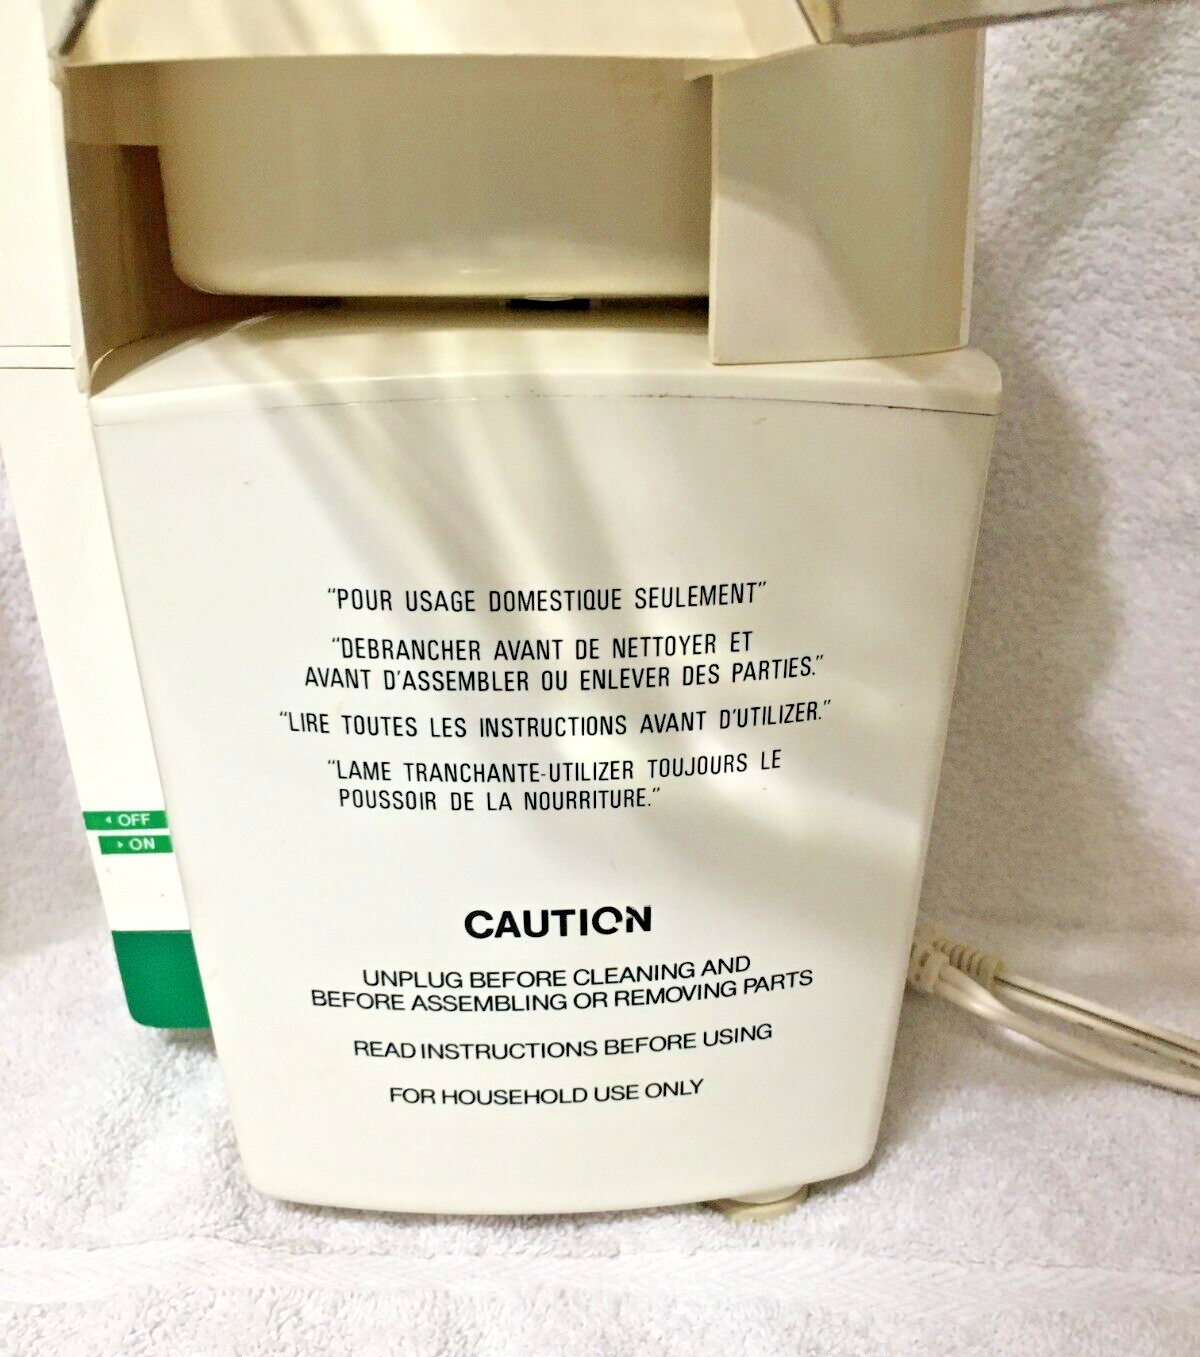 "POUR USAGE DOMESTIQUE SEULEMENT"
"DEBRANCHER AVANT DE NETTOYER ET
AVANT D'ASSEMBLER OU ENLEVER DES PARTIES."
"LIRE TOUTES LES INSTRUCTIONS AVANT D'UTILIZER."
"LAME TRANCHANTE-UTILIZER TOUJOURS LE
POUSSOIR DE LA NOURRITURE."
OFF
ON
CAUTION
UNPLUG BEFORE CLEANING AND
BEFORE ASSEMBLING OR REMOVING PARTS
READ INSTRUCTIONS BEFORE USING
FOR HOUSEHOLD USE ONLY